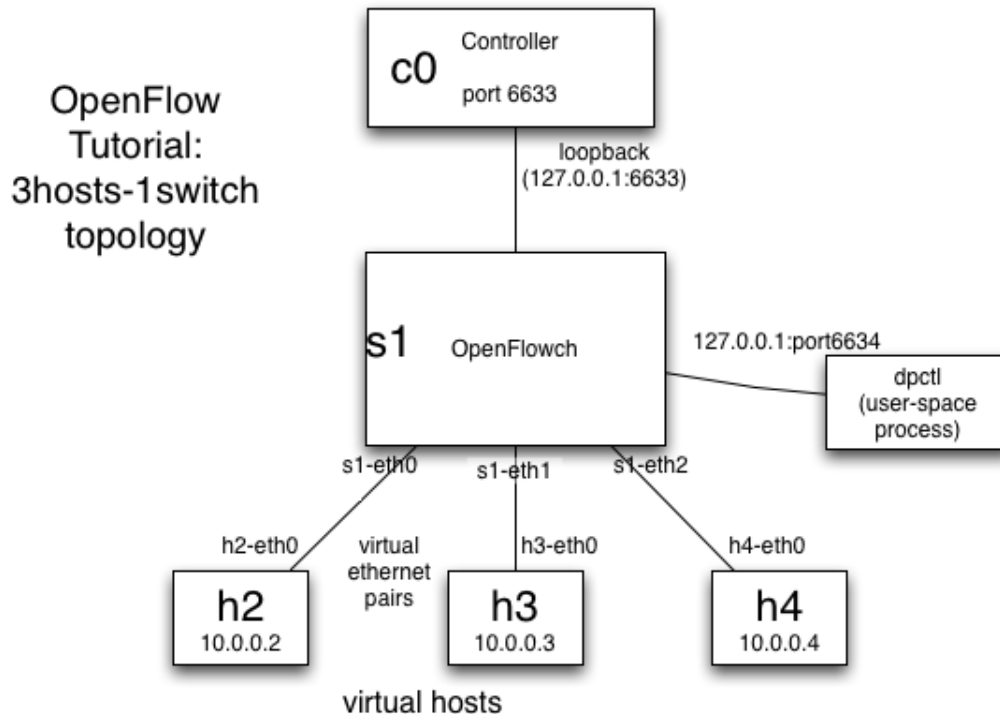 OpenFlow
Tutorial:
3hosts-1switch
topology
c0
Controller
port 6633
loopback
(127.0.0.1:6633)
s1
OpenFlowch
127.0.0.1:port6634
dpctl
(user-space
process)
s1-eth0
s1-eth1
s1-eth2
h2-eth0
virtual
ethernet
pairs
h3-eth0
h4-eth0
h2
10.0.0.2
h3
10.0.0.3
h4
10.0.0.4
virtual hosts